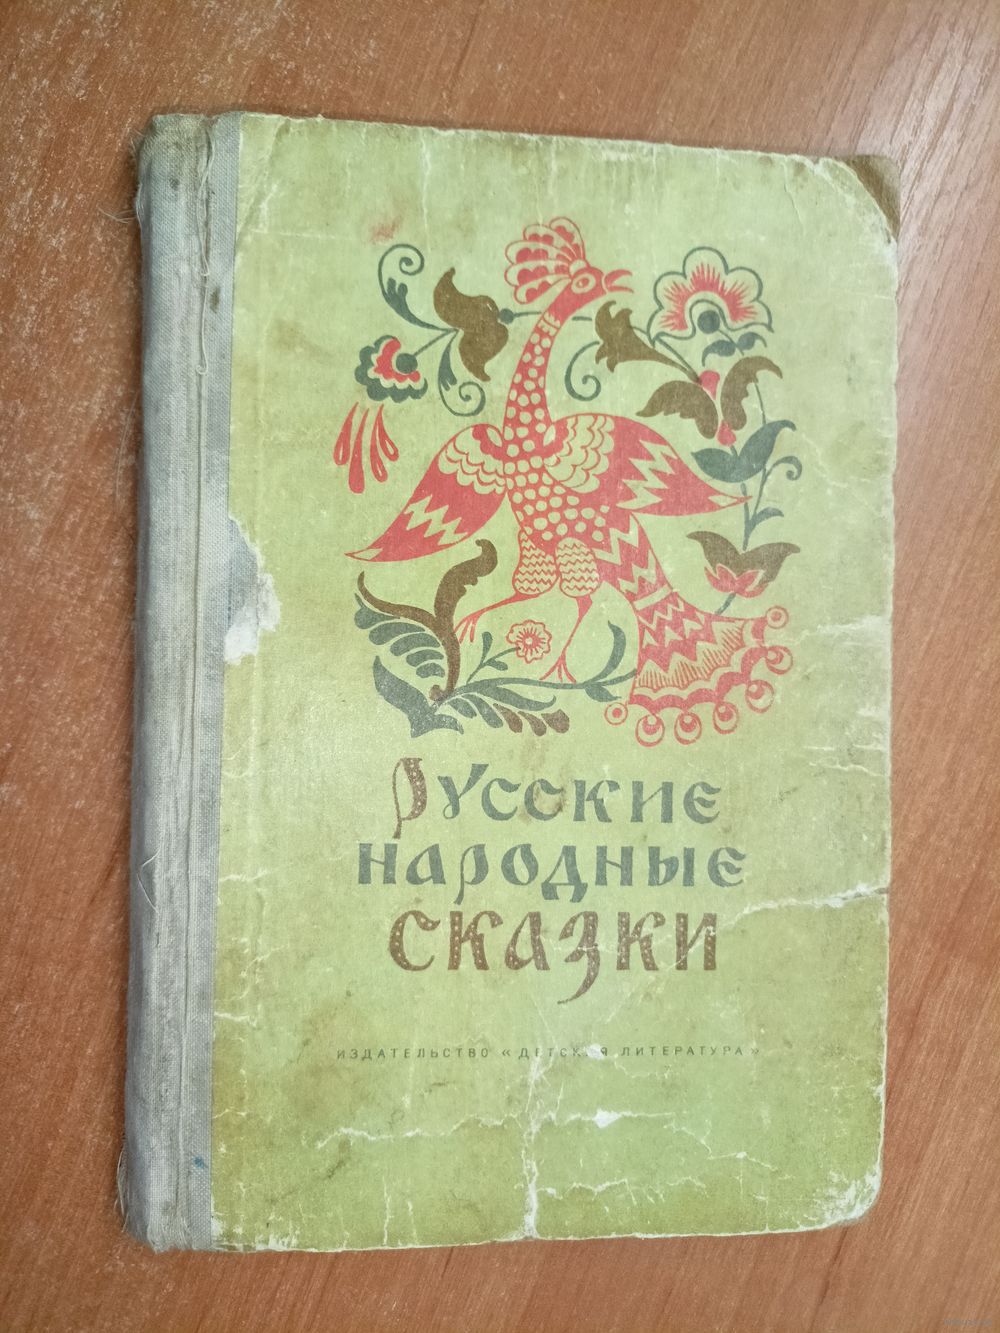 Русские
народные
сказки
ИЗДАТЕЛЬСТВО «ДЕТСКАЯ ЛИТЕРАТУРА»